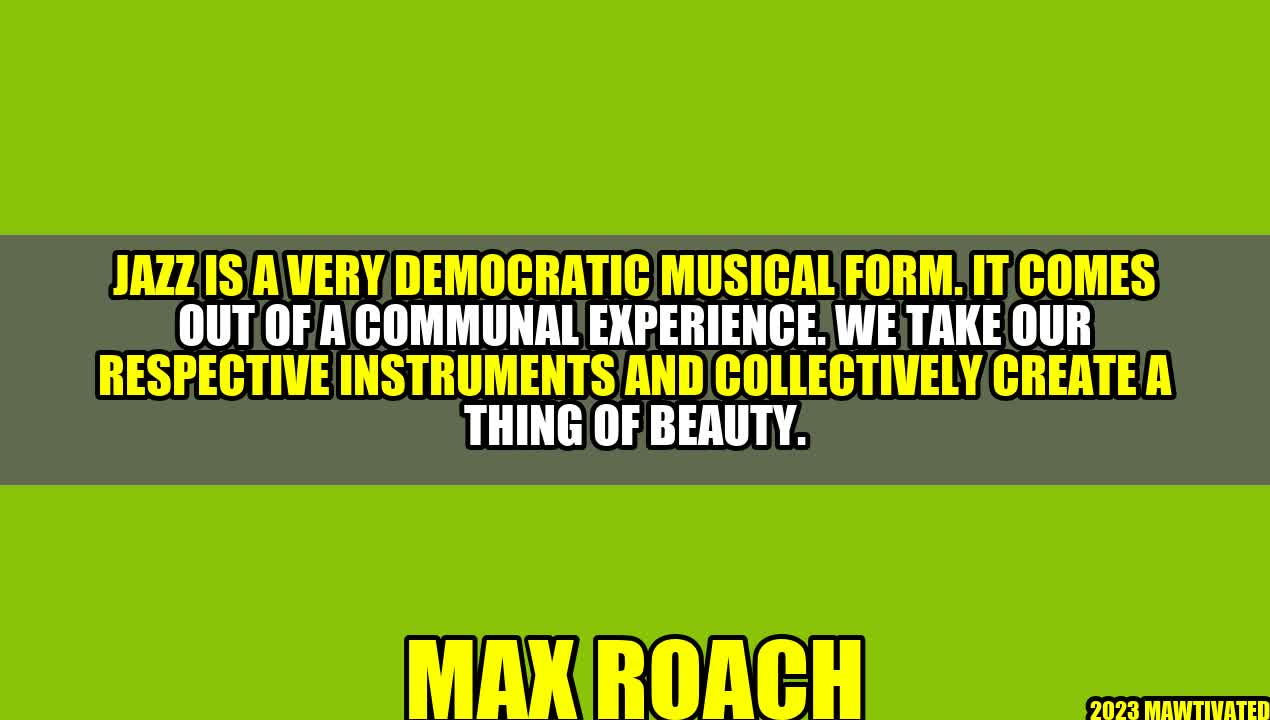 JAZZ IS A VERY DEMOCRATIC MUSICAL FORM. IT COMES
OUT OF A COMMUNAL EXPERIENCE. WE TAKE OUR
RESPECTIVE INSTRUMENTS AND COLLECTIVELY CREATE A
THING OF BEAUTY.
MAX ROACH
2023 MAWTIVATED